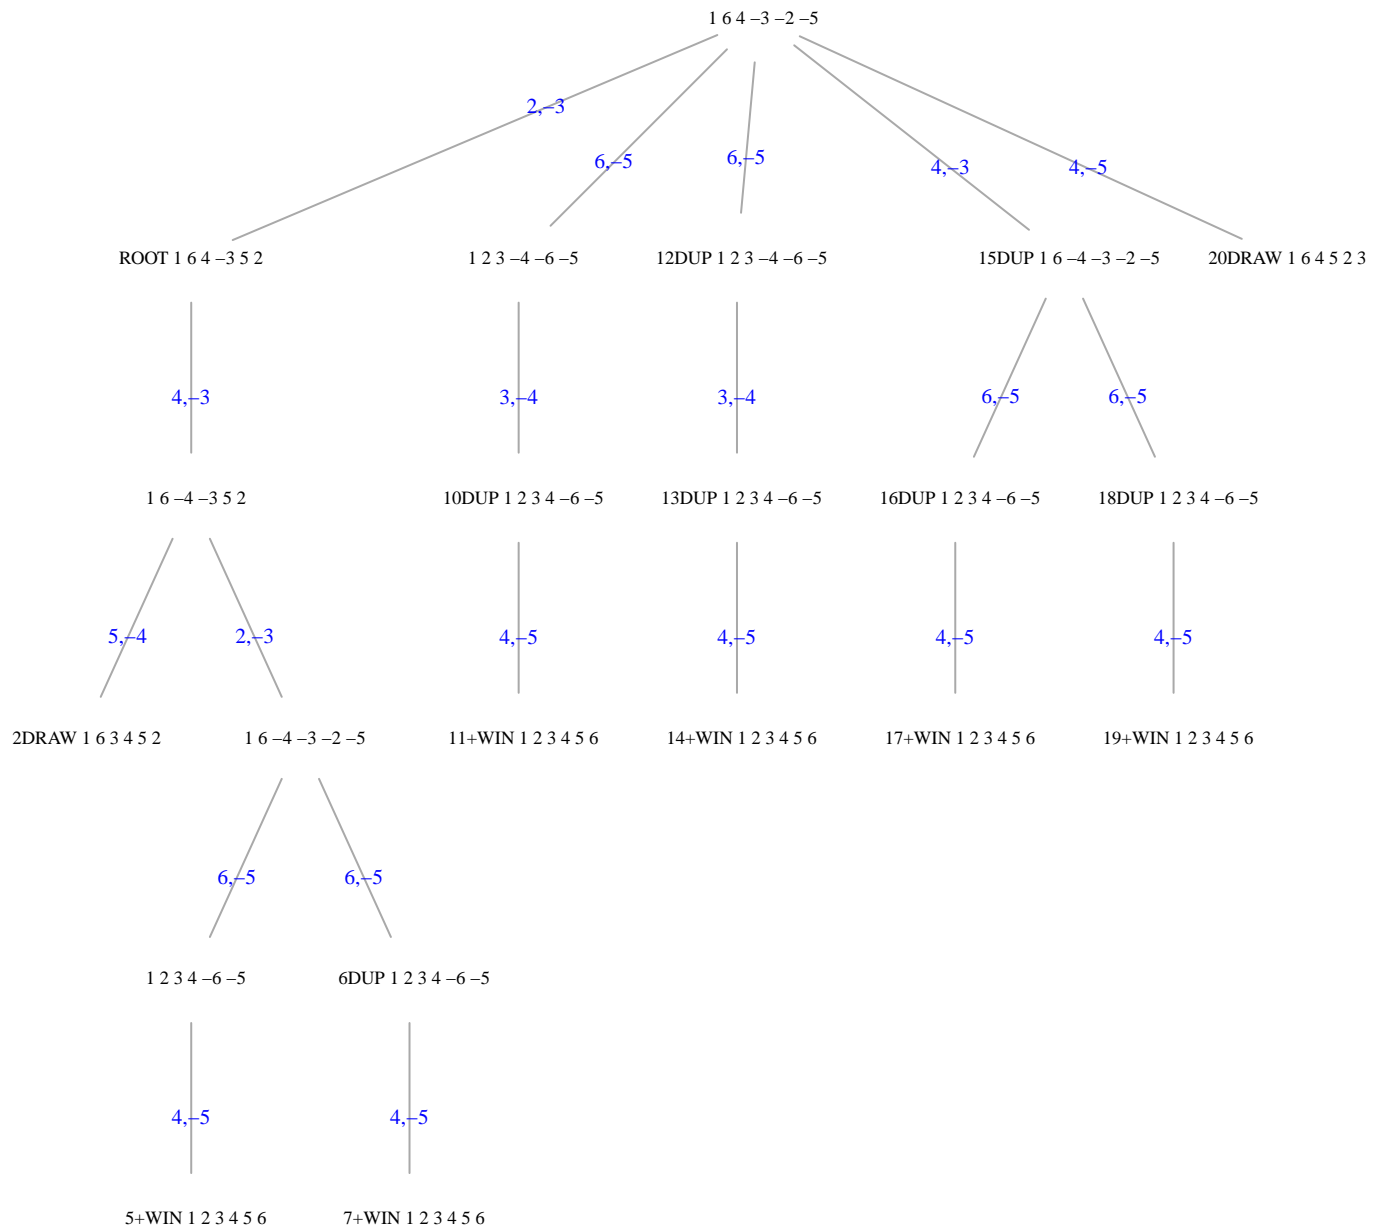 1 6 4 –3 –2 –5
2,–3
6,–5
6,–5
4,–3
4,–5
ROOT 1 6 4 –3 5 2
1 2 3 –4 –6 –5
12DUP 1 2 3 –4 –6 –5
15DUP 1 6 –4 –3 –2 –5
20DRAW 1 6 4 5 2 3
4,–3
3,–4
3,–4
6,–5
6,–5
1 6 –4 –3 5 2
10DUP 1 2 3 4 –6 –5
13DUP 1 2 3 4 –6 –5
16DUP 1 2 3 4 –6 –5
18DUP 1 2 3 4 –6 –5
5,–4
2,–3
4,–5
4,–5
4,–5
4,–5
2DRAW 1 6 3 4 5 2
1 6 –4 –3 –2 –5
11+WIN 1 2 3 4 5 6
14+WIN 1 2 3 4 5 6
17+WIN 1 2 3 4 5 6
19+WIN 1 2 3 4 5 6
6,–5
6,–5
1 2 3 4 –6 –5
6DUP 1 2 3 4 –6 –5
4,–5
4,–5
5+WIN 1 2 3 4 5 6
7+WIN 1 2 3 4 5 6